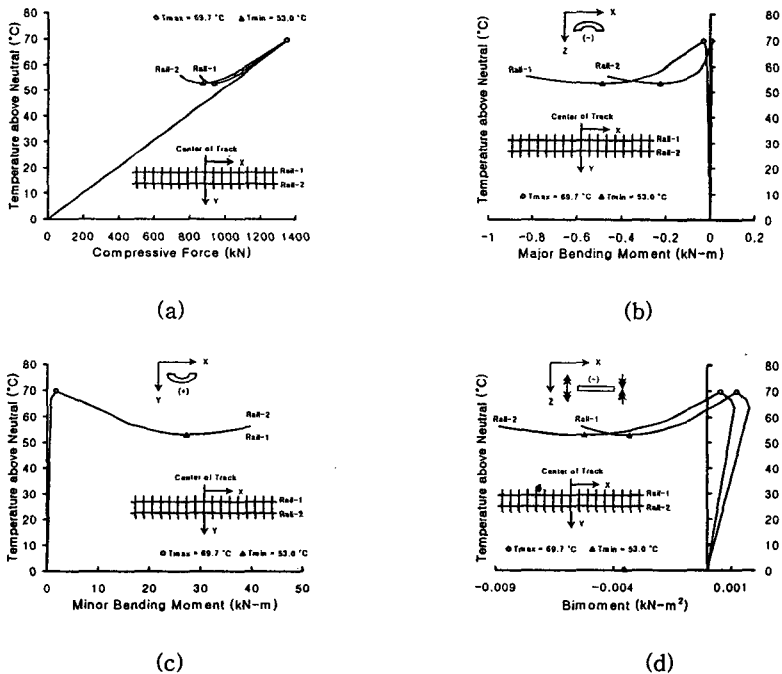 Temperature above Neutral (°C)
80
70
60
50
40
30
20
10
0
Tmax = 69.7 °C
Tmin = 53.0 °C
Rail-2
Rail-1
Center of Track
X
Rail-1
Rail-2
Y
0
200
400
600
800
1000
1200
1400
Compressive Force (kN)
(a)
Temperature above Neutral (°C)
X
Z
(-)
Rail-1
Rail-2
Center of Track
X
Rail-1
Rail-2
Y
Tmax = 69.7 °C
Tmin = 53.0 °C
80
70
60
50
40
30
20
10
0
-1
-0.8
-0.6
-0.4
-0.2
0
0.2
Major Bending Moment (kN-m)
(b)
Temperature above Neutral (°C)
80
70
60
50
40
30
20
10
0
X
Y
(+)
Rail-2
Rail-1
Center of Track
X
Rail-1
Rail-2
Y
Tmax = 69.7 °C
Tmin = 53.0 °C
0
10
20
30
40
50
Minor Bending Moment (kN-m)
(c)
Temperature above Neutral (°C)
X
Z
(-)
Rail-2
Rail-1
Center of Track
X
Rail-1
Rail-2
Y
Tmax = 69.7 °C
Tmin = 53.0 °C
80
70
60
50
40
30
20
10
0
-0.009
-0.004
0.001
Bimoment (kN-m²)
(d)